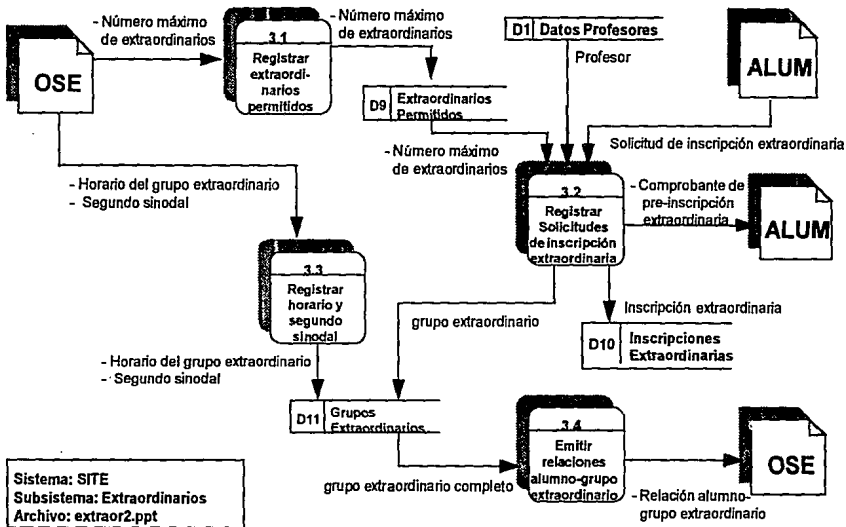 - Número máximo
de extraordinarios
OSE
3.1
Registrar
extraordi-
narios
permitidos
- Número máximo
de extraordinarios
D9 Extraordinarios
Permitidos
- Número máximo
de extraordinarios
D1 Datos Profesores
Profesor
ALUM
Solicitud de inscripción extraordinaria
3.2
Registrar
Solicitudes
de inscripción
extraordinaria
- Comprobante de
pre-inscripción
extraordinaria
ALUM
- Horario del grupo extraordinario
- Segundo sinodal
3.3
Registrar
horario y
segundo
sinodal
grupo extraordinario
Inscripción extraordinaria
D10 Inscripciones
Extraordinarias
- Horario del grupo extraordinario
- Segundo sinodal
D11 Grupos
Extraordinarios
grupo extraordinario completo
3.4
Emitir
relaciones
alumno-grupo
extraordinario
OSE
- Relación alumno-
grupo extraordinario
Sistema: SITE
Subsistema: Extraordinarios
Archivo: extraor2.ppt